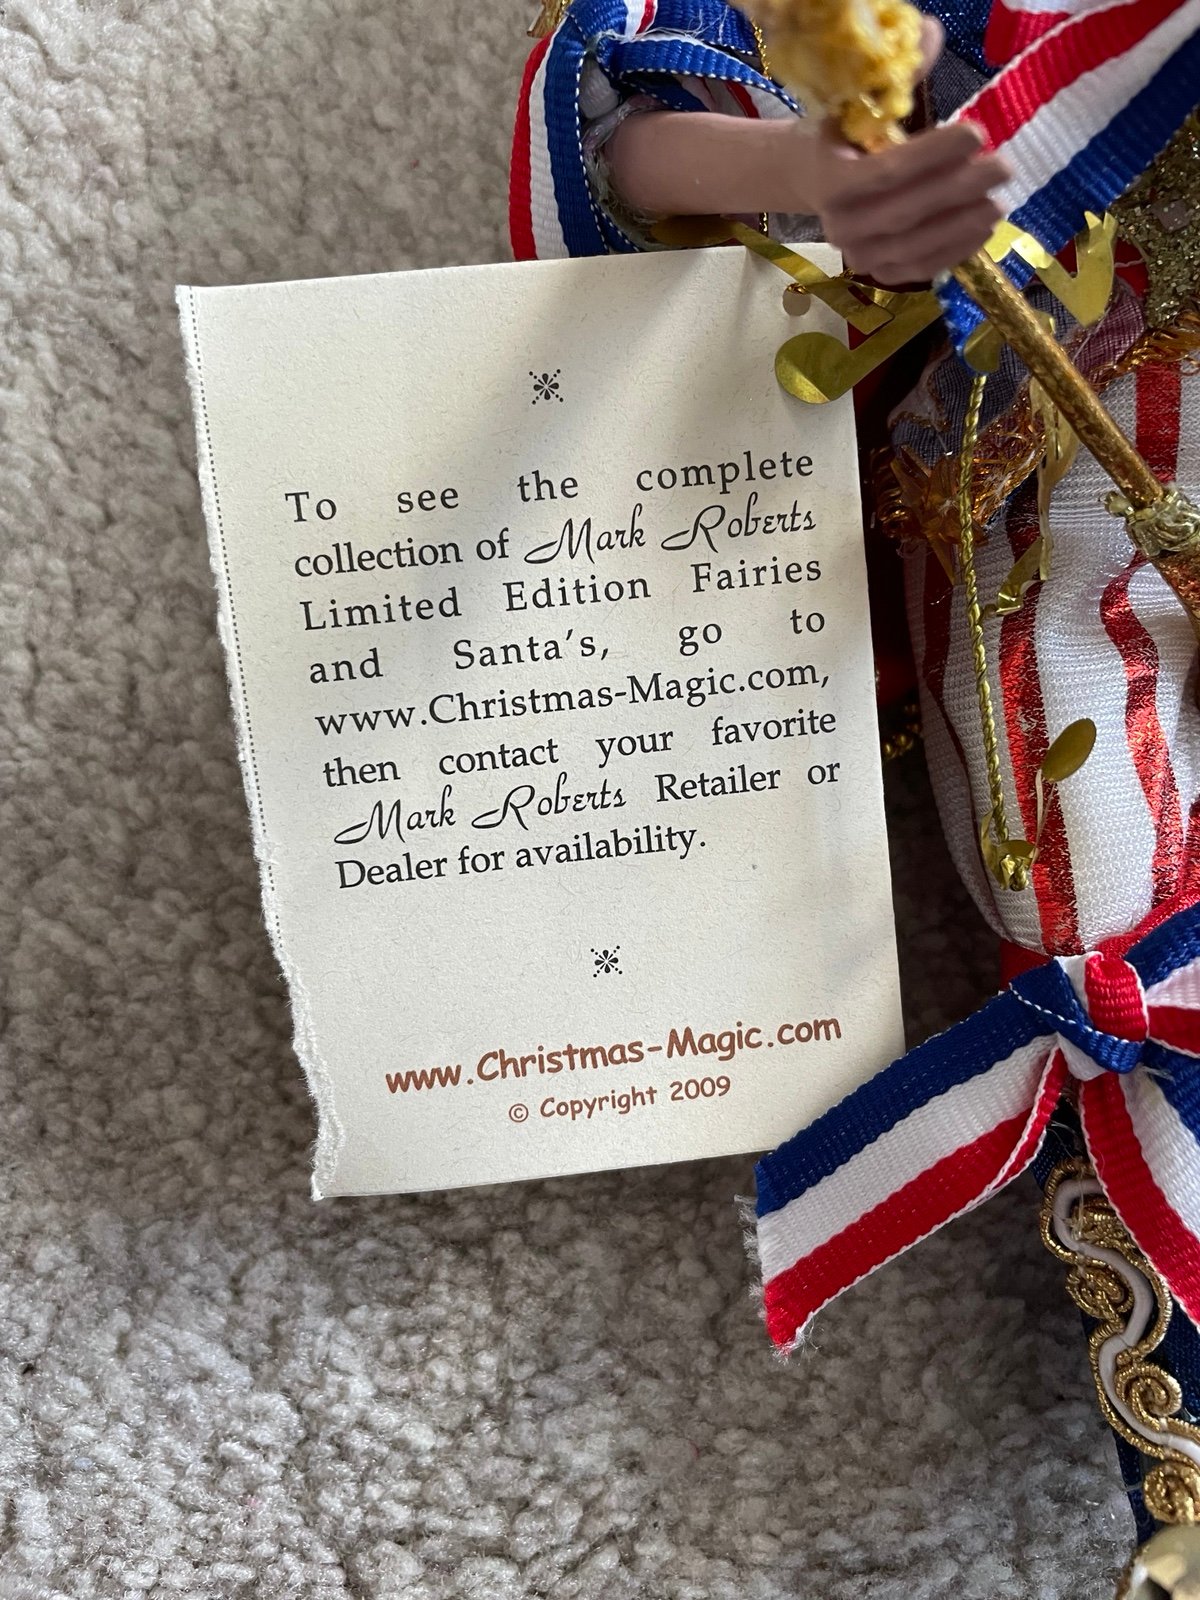 To see the complete
collection of Mark Roberts
Limited Edition Fairies
and Santa's, go to
www.Christmas-Magic.com,
then contact your favorite
Mark Roberts Retailer or
Dealer for availability.
www.Christmas-Magic.com
© Copyright 2009